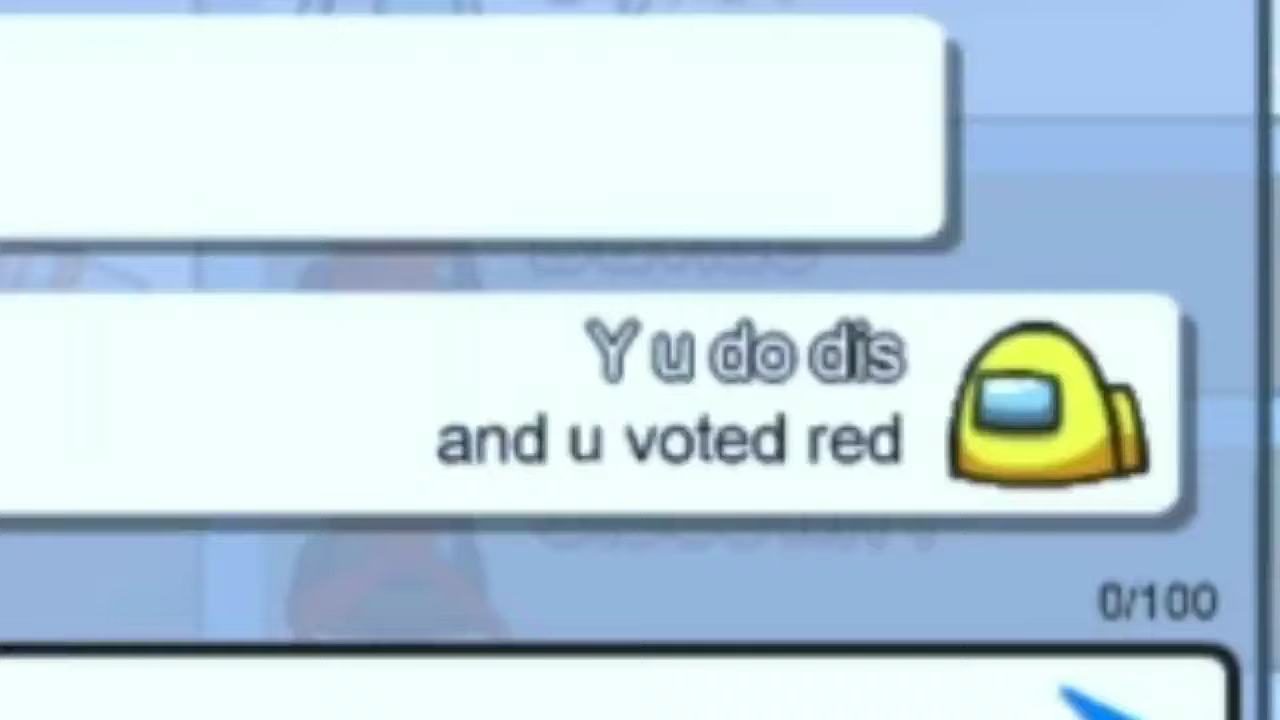 Y u do dis
and u voted red
0/100